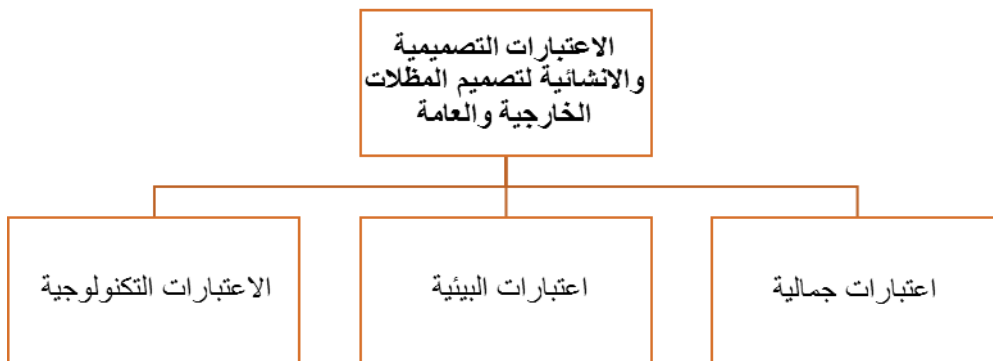 الاعتبارات التصميمية
والانشائية لتصميم المظلات
الخارجية والعامة
اعتبارات جمالية
اعتبارات البيئية
الاعتبارات التكنولوجية